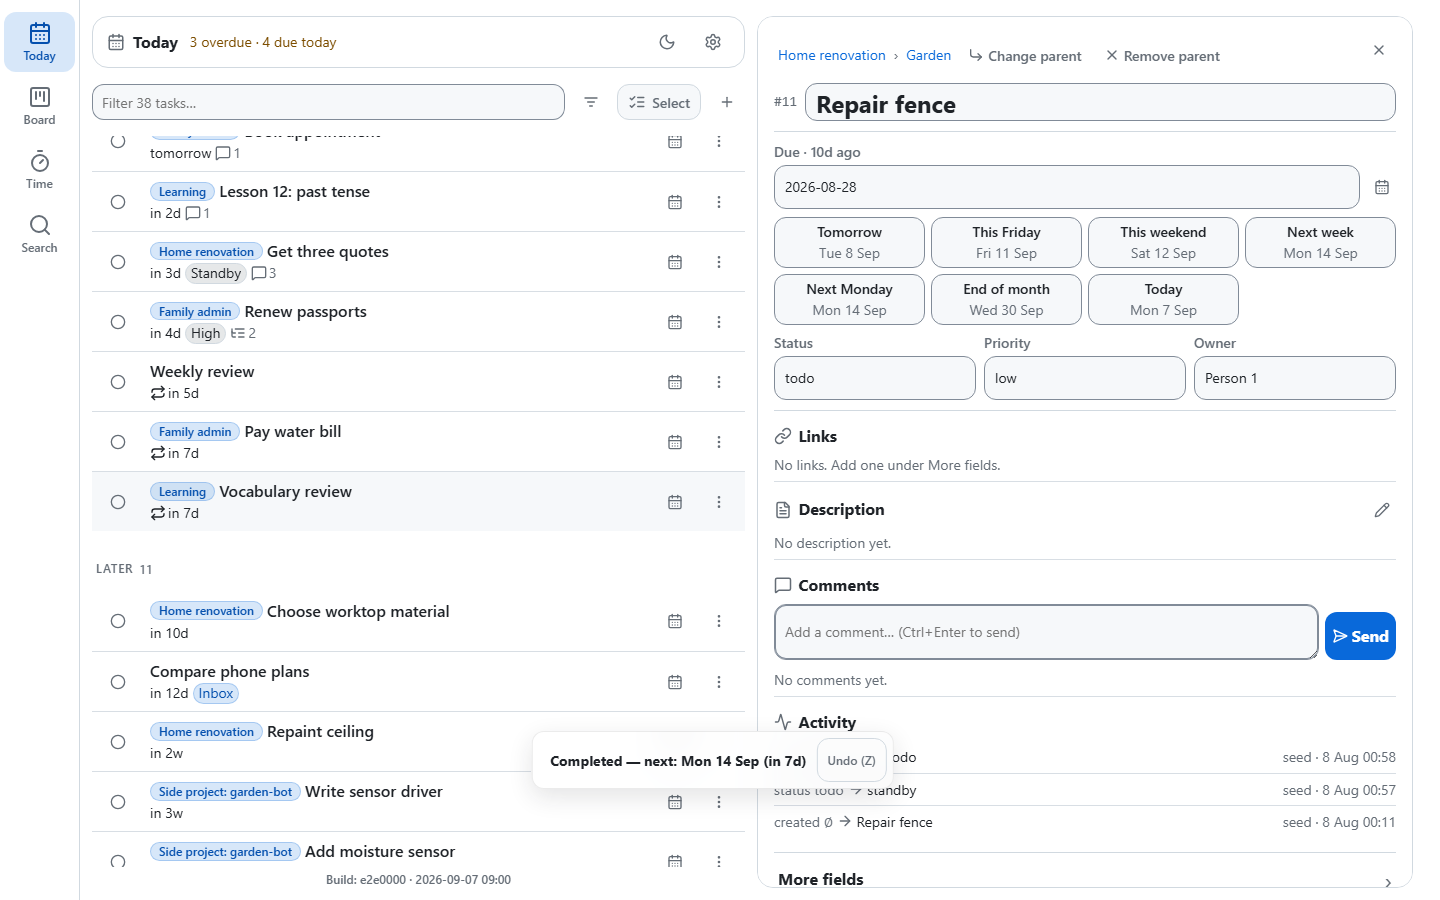 Today
Board
Time
Search
Today 3 overdue · 4 due today
Filter 38 tasks...
Select
tomorrow 1
Learning Lesson 12: past tense
in 2d 1
Home renovation Get three quotes
in 3d Standby 3
Family admin Renew passports
in 4d High 2
Weekly review
in 5d
Family admin Pay water bill
in 7d
Learning Vocabulary review
in 7d
LATER 11
Home renovation Choose worktop material
in 10d
Compare phone plans
in 12d Inbox
Home renovation Repaint ceiling
in 2w
Side project: garden-bot Write sensor driver
in 3w
Side project: garden-bot Add moisture sensor
Build: e2e0000 · 2026-09-07 09:00
Home renovation › Garden Change parent Remove parent
#11 Repair fence
Due · 10d ago
2026-08-28
Tomorrow This Friday This weekend Next week
Tue 8 Sep Fri 11 Sep Sat 12 Sep Mon 14 Sep
Next Monday End of month Today
Mon 14 Sep Wed 30 Sep Mon 7 Sep
Status Priority Owner
todo low Person 1
Links
No links. Add one under More fields.
Description
No description yet.
Comments
Add a comment... (Ctrl+Enter to send)
Send
No comments yet.
Activity
seed · 8 Aug 00:58
status todo → standby seed · 8 Aug 00:57
created Ø → Repair fence seed · 8 Aug 00:11
More fields
Completed — next: Mon 14 Sep (in 7d) Undo (Z)